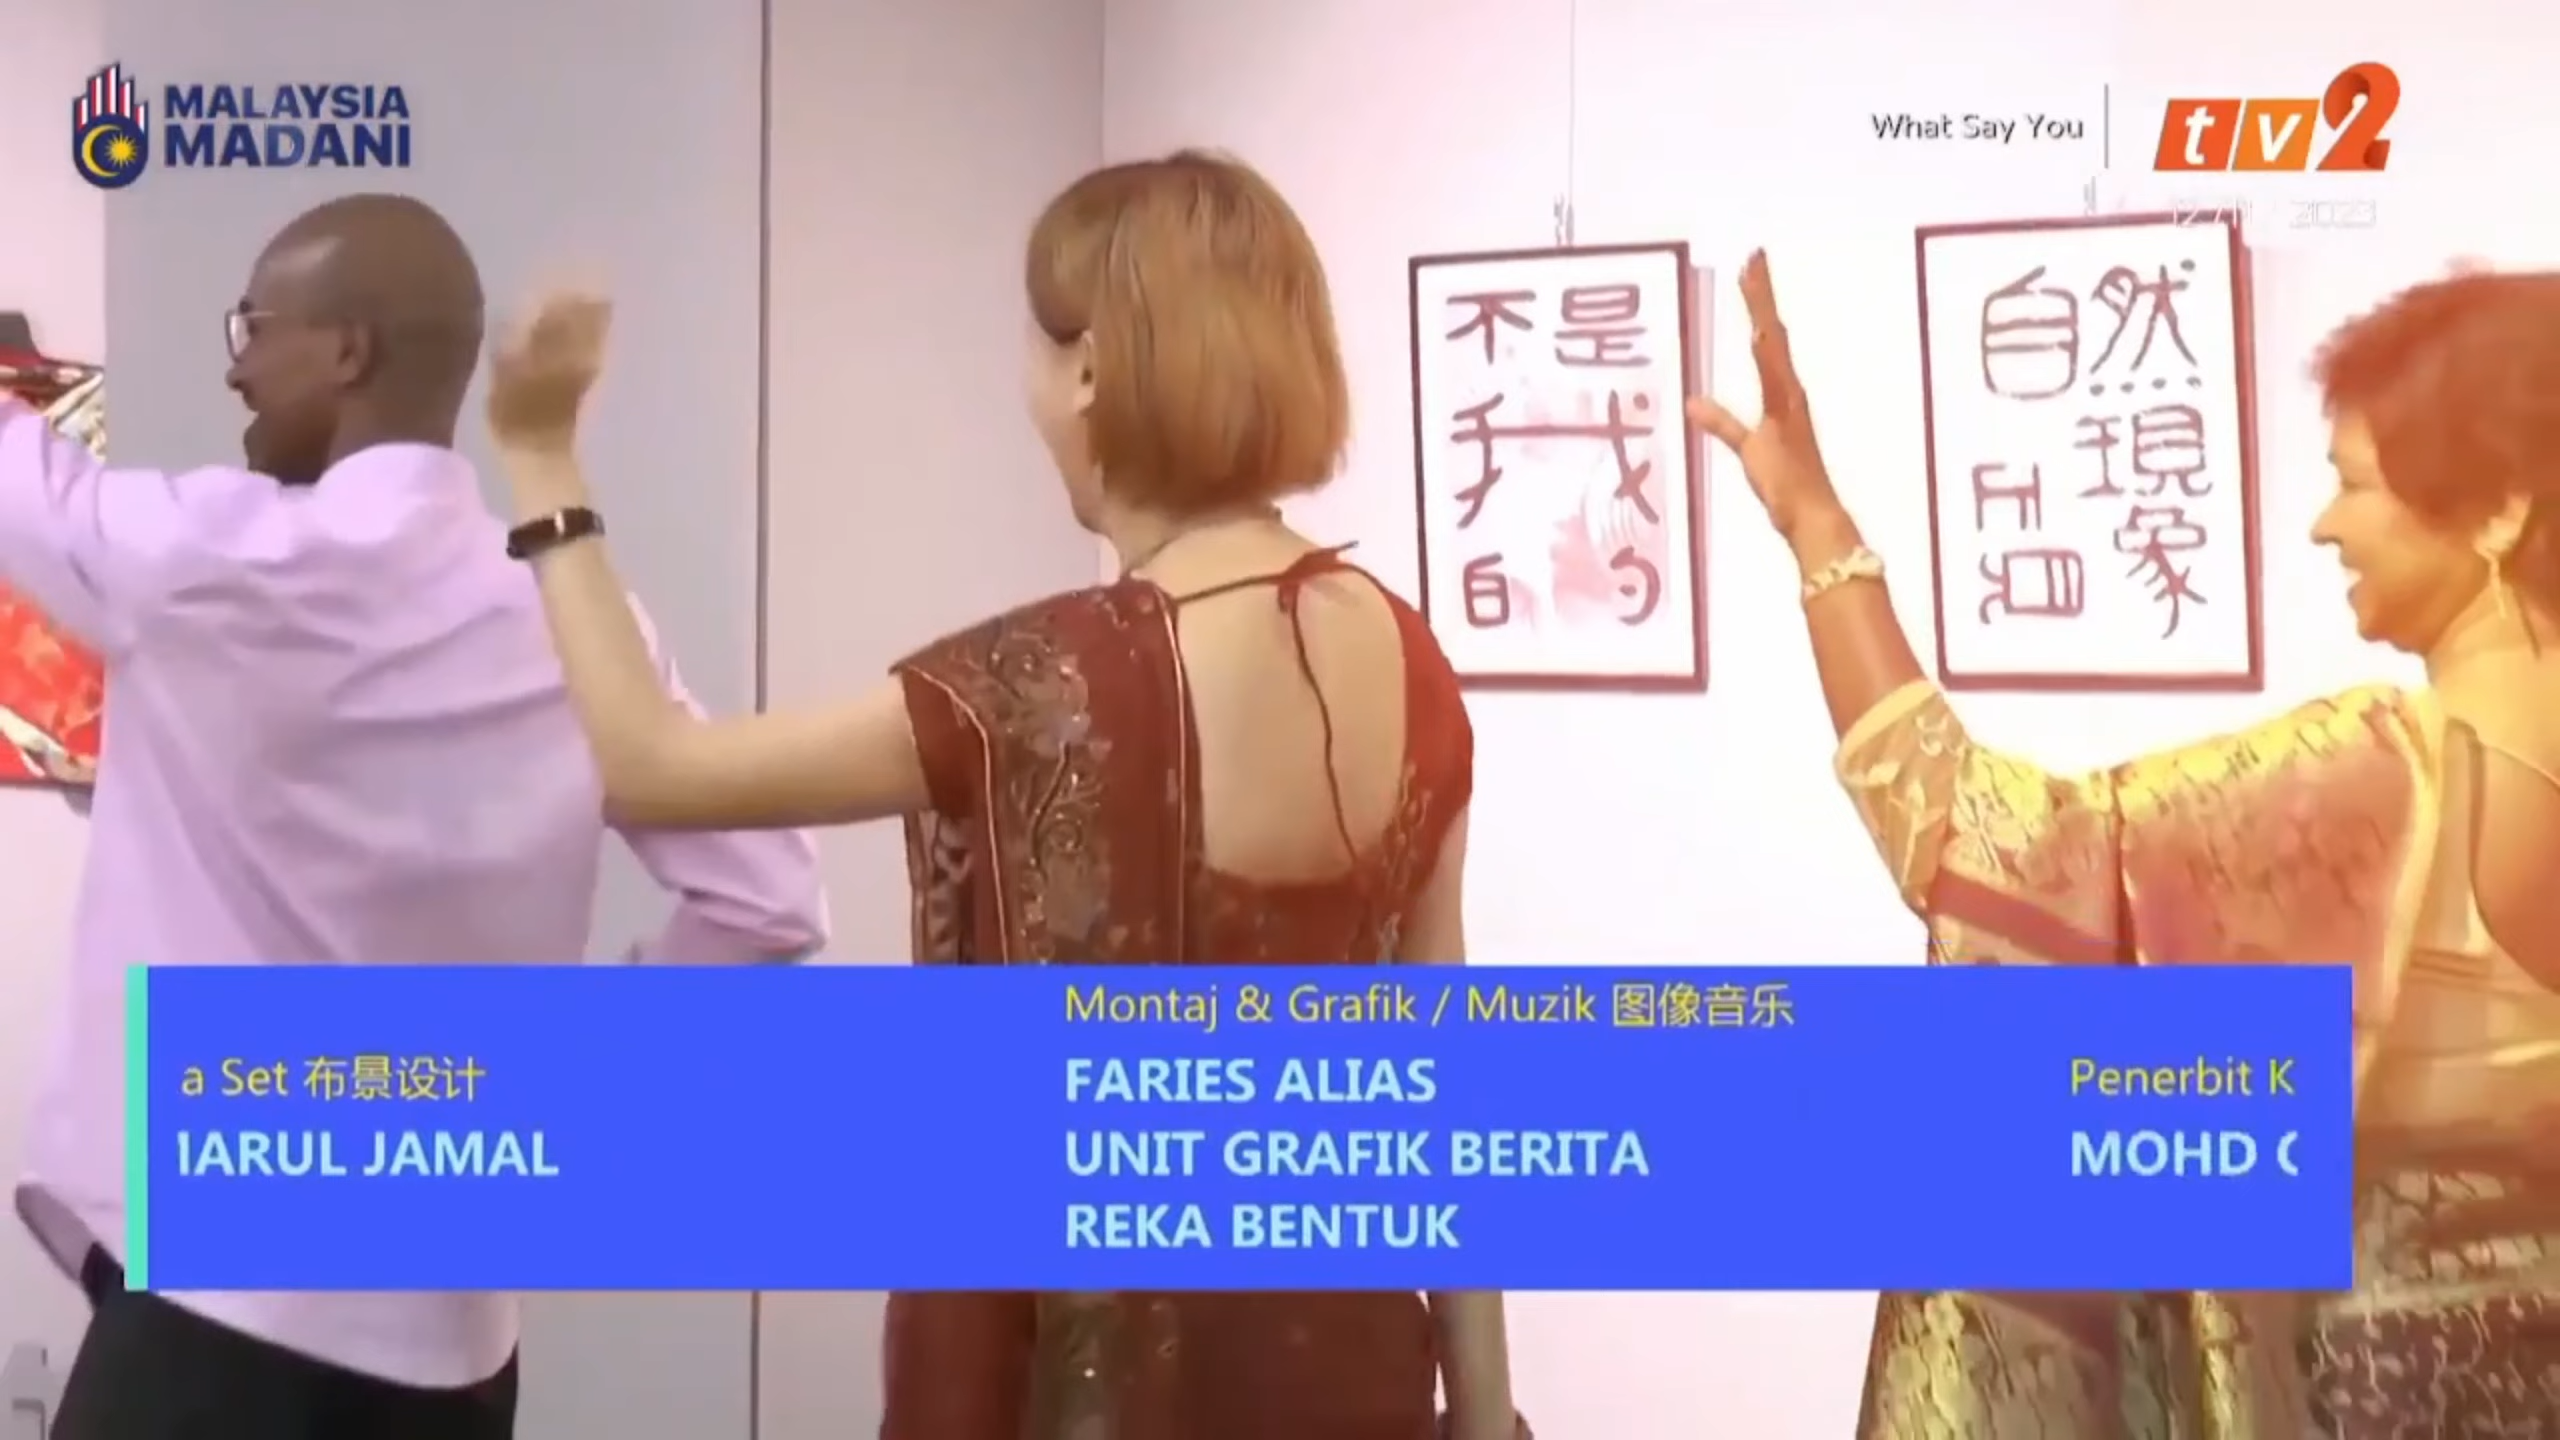 MALAYSIA
MADANI
What Say You
tv2
不是
我
的
自然
現
象
a Set 布景设计
IARUL JAMAL
Montaj & Grafik / Muzik 图像音乐
FARIES ALIAS
UNIT GRAFIK BERITA
REKA BENTUK
Penerbit K
MOHD